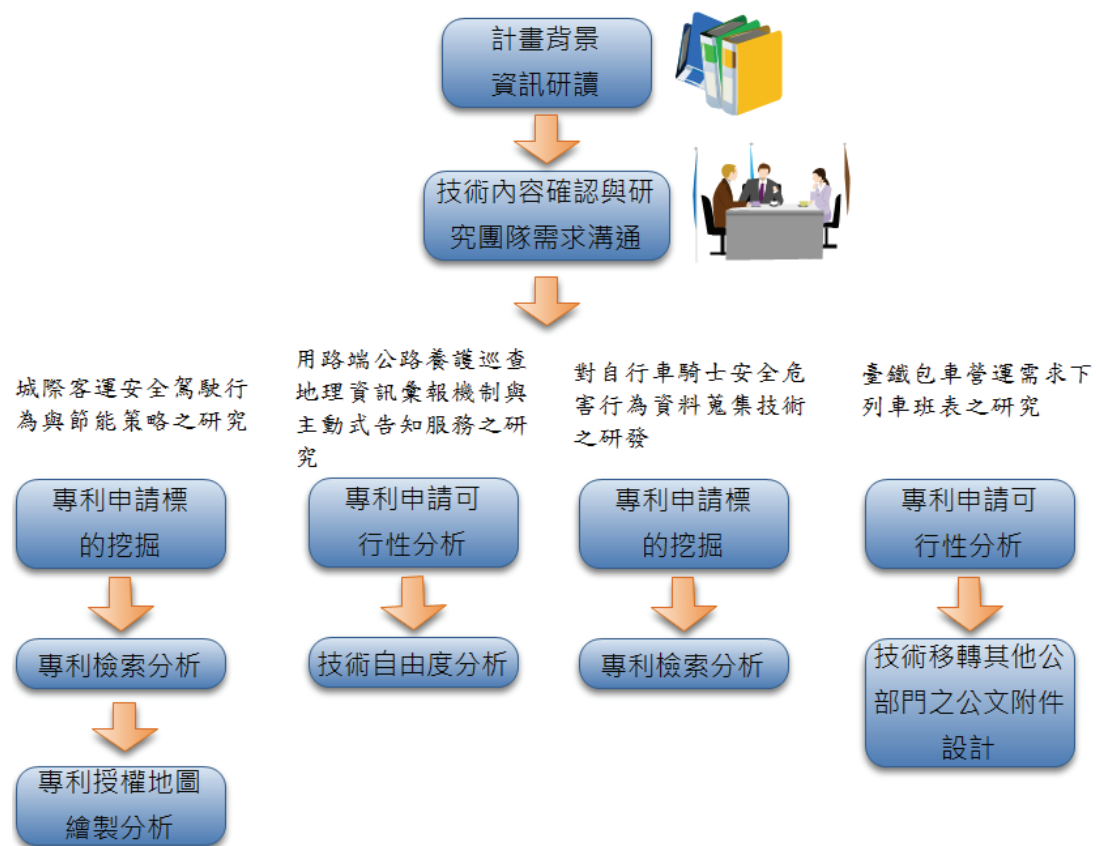 計畫背景
資訊研讀
技術內容確認與研
究團隊需求溝通
城際客運安全駕駛行
為與節能策略之研究
用路端公路養護巡查
地理資訊彙報機制與
主動式告知服務之研
究
對自行車騎士安全危
害行為資料蒐集技術
之研發
臺鐵包車營運需求下
列車班表之研究
專利申請標
的挖掘
專利申請可
行性分析
專利申請標
的挖掘
專利申請可
行性分析
專利檢索分析
技術自由度分析
專利檢索分析
技術移轉其他公
部門之公文附件
設計
專利授權地圖
繪製分析